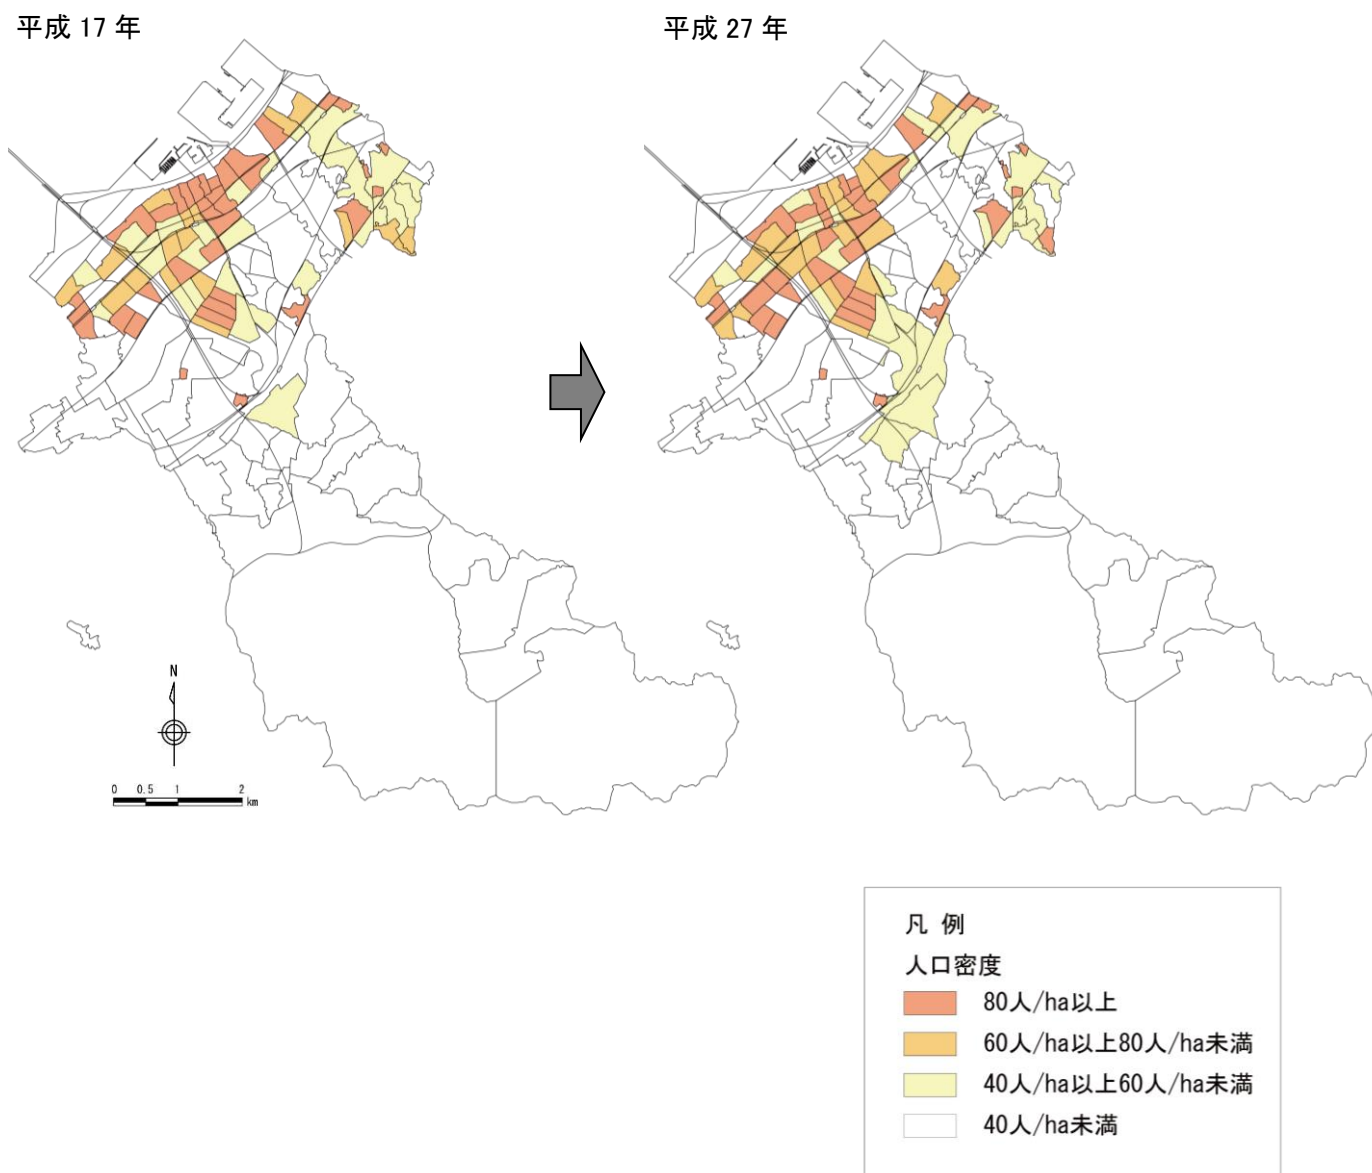 平成 17 年
平成 27 年
N
0 0.5 1 2
km
凡 例
人口密度
80人/ha以上
60人/ha以上80人/ha未満
40人/ha以上60人/ha未満
40人/ha未満